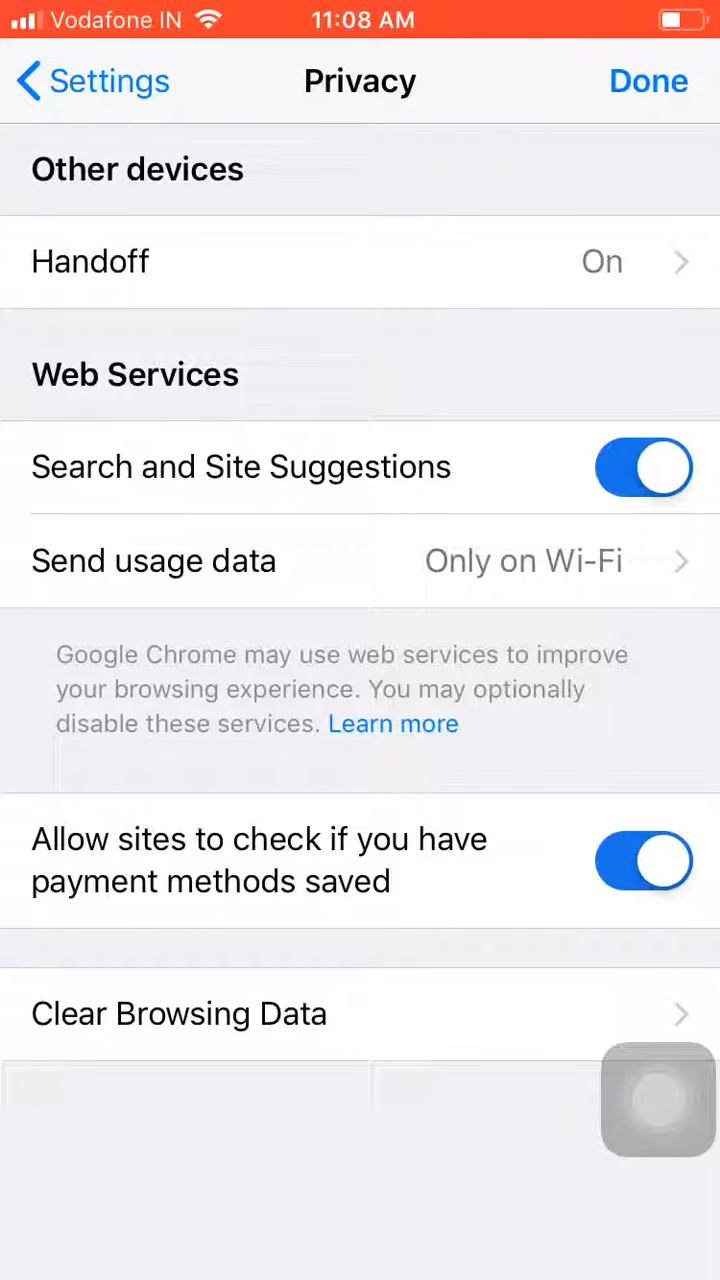 Vodafone IN 11:08 AM
Settings Privacy Done
Other devices
Handoff On
Web Services
Search and Site Suggestions
Send usage data Only on Wi-Fi
Google Chrome may use web services to improve
your browsing experience. You may optionally
disable these services. Learn more
Allow sites to check if you have
payment methods saved
Clear Browsing Data